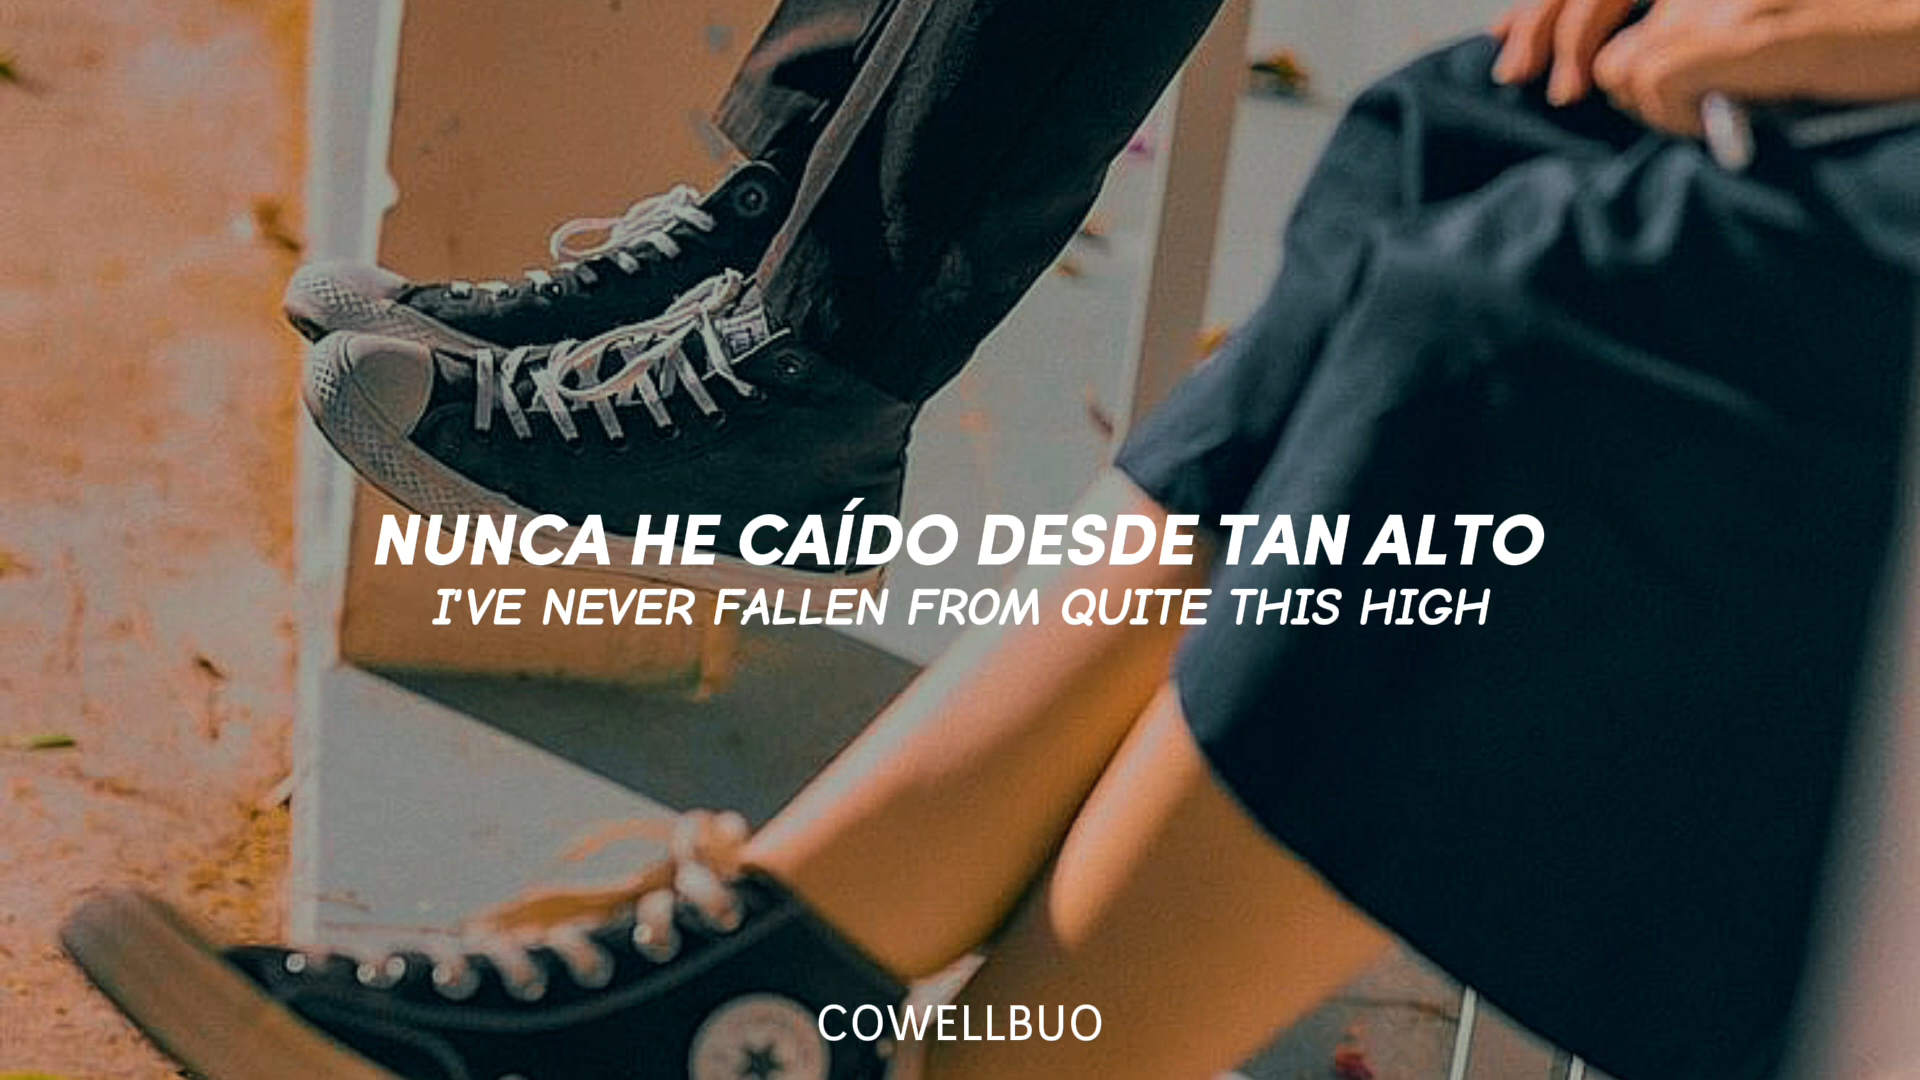 NUNCA HE CAÍDO DESDE TAN ALTO
I'VE NEVER FALLEN FROM QUITE THIS HIGH
COWELLBUO